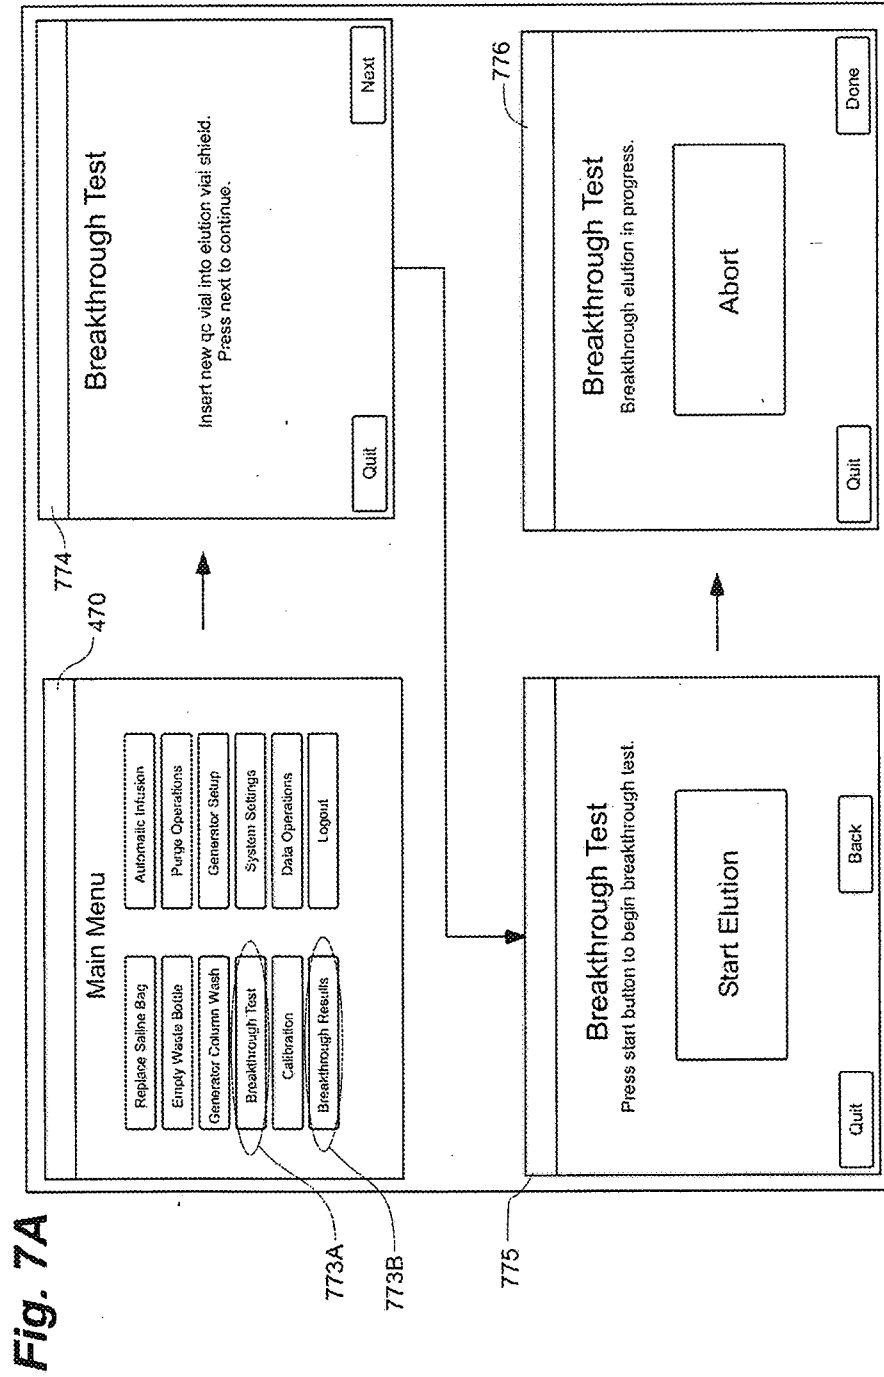 Fig. 7A
470
Main Menu
Replace Saline Bag
Empty Waste Bottle
Generator Column Wash
Breakthrough Test
Calibration
Breakthrough Results
Automatic Infusion
Purge Operations
Generator Setup
System Settings
Data Operations
Logout
773A
773B
774
Breakthrough Test
Insert new qc vial into elution vial shield.
Press next to continue.
Quit
Next
775
Breakthrough Test
Press start button to begin breakthrough test.
Start Elution
Quit
Back
776
Breakthrough Test
Breakthrough elution in progress.
Abort
Quit
Done